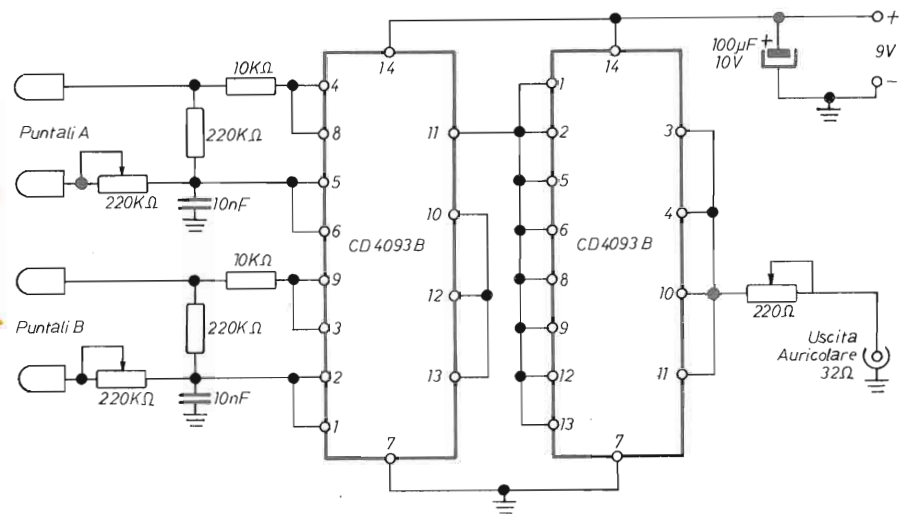 14
14
100µF
10V
+
+
9V
-
10KΩ
4
8
Puntali A
220KΩ
5
220KΩ
10nF
6
10KΩ
9
Puntali B
220KΩ
3
2
220KΩ
10nF
1
CD4093B
11
10
12
13
7
1
2
5
6
8
9
12
13
CD4093B
3
4
10
11
7
220Ω
Uscita
Auricolare
32Ω